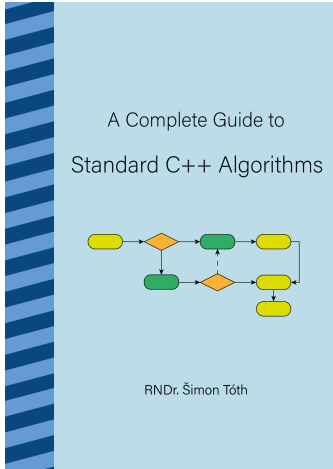 A Complete Guide to
Standard C++ Algorithms
RNDr. Šimon Tóth